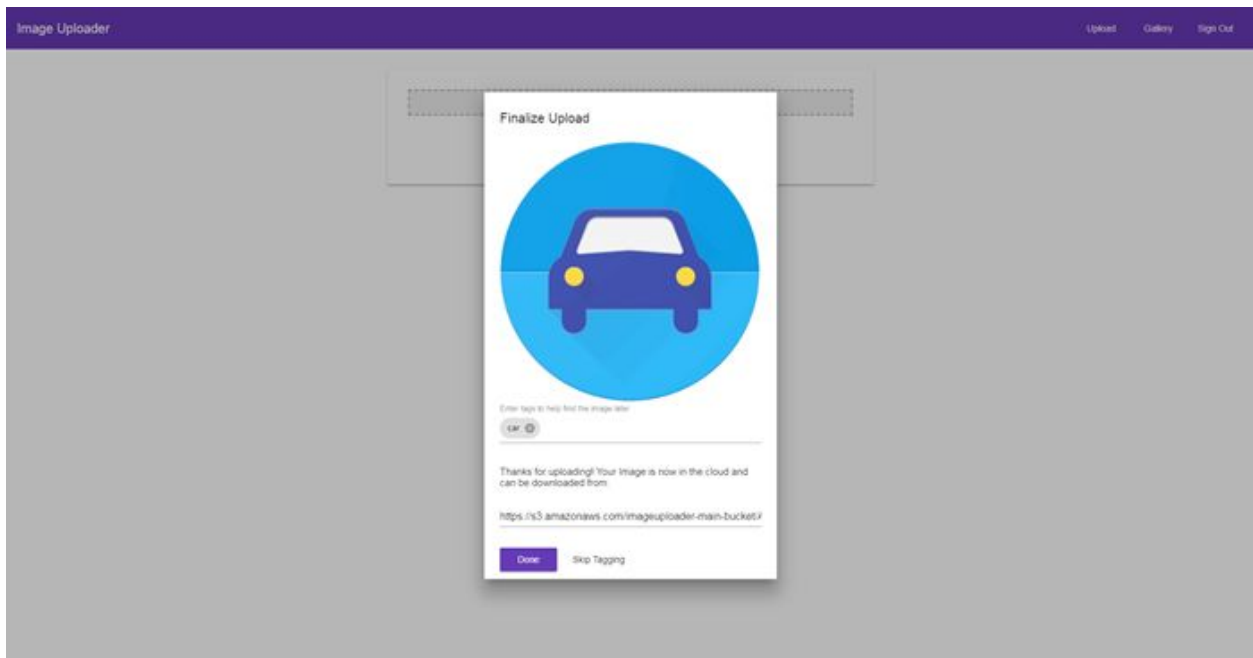 Image Uploader
Upload Gallery Sign Out
Finalize Upload
Enter tags to help find the image later
car
Thanks for uploading! Your Image is now in the cloud and
can be downloaded from:
https://s3.amazonaws.com/imageuploader-main-bucket/
Done Skip Tagging